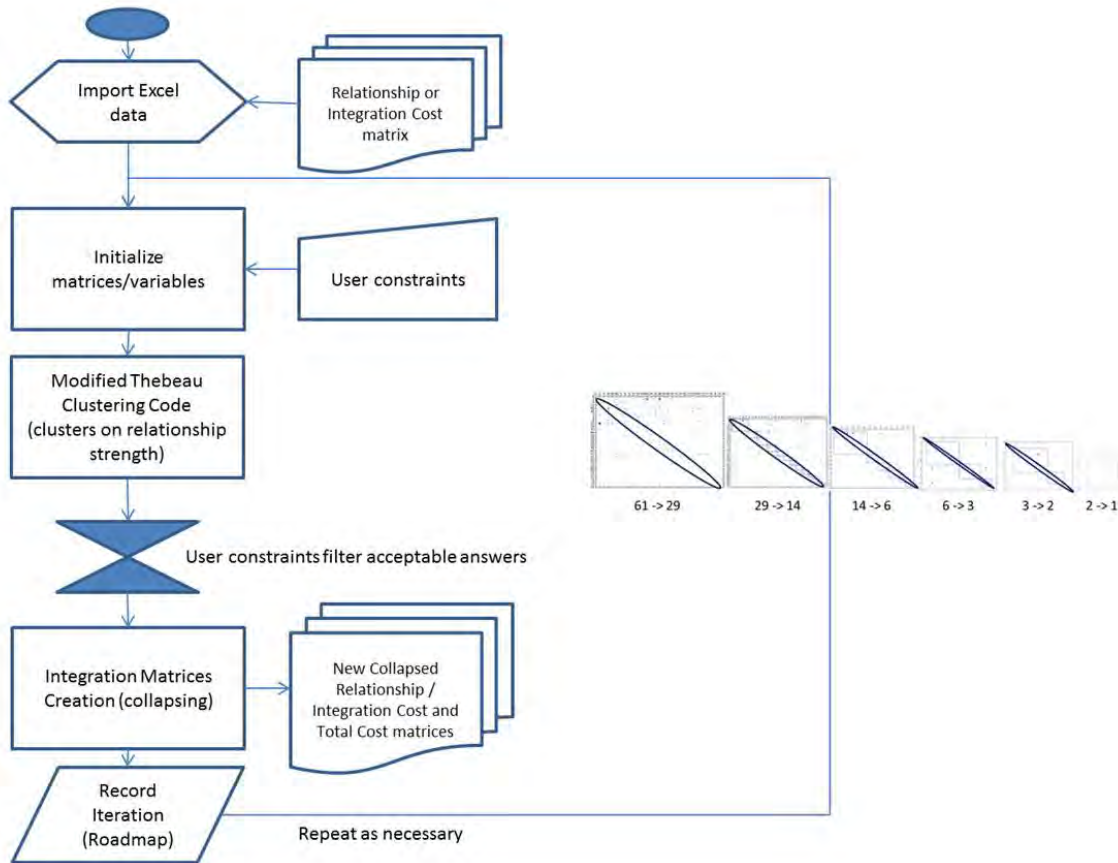 Import Excel
data
Relationship or
Integration Cost
matrix
Initialize
matrices/variables
User constraints
Modified Thebeau
Clustering Code
(clusters on relationship
strength)
61 -> 29
29 -> 14
14 -> 6
6 -> 3
3 -> 2
2 -> 1
User constraints filter acceptable answers
Integration Matrices
Creation (collapsing)
New Collapsed
Relationship /
Integration Cost and
Total Cost matrices
Record
Iteration
(Roadmap)
Repeat as necessary